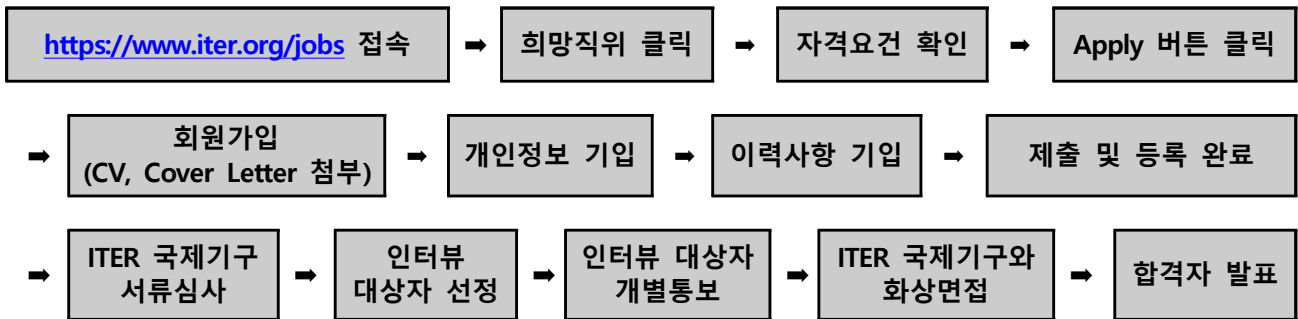 https://www.iter.org/jobs 접속 ➡ 희망직위 클릭 ➡ 자격요건 확인 ➡ Apply 버튼 클릭
➡ 회원가입
(CV, Cover Letter 첨부) ➡ 개인정보 기입 ➡ 이력사항 기입 ➡ 제출 및 등록 완료
➡ ITER 국제기구
서류심사 ➡ 인터뷰
대상자 선정 ➡ 인터뷰 대상자
개별통보 ➡ ITER 국제기구와
화상면접 ➡ 합격자 발표